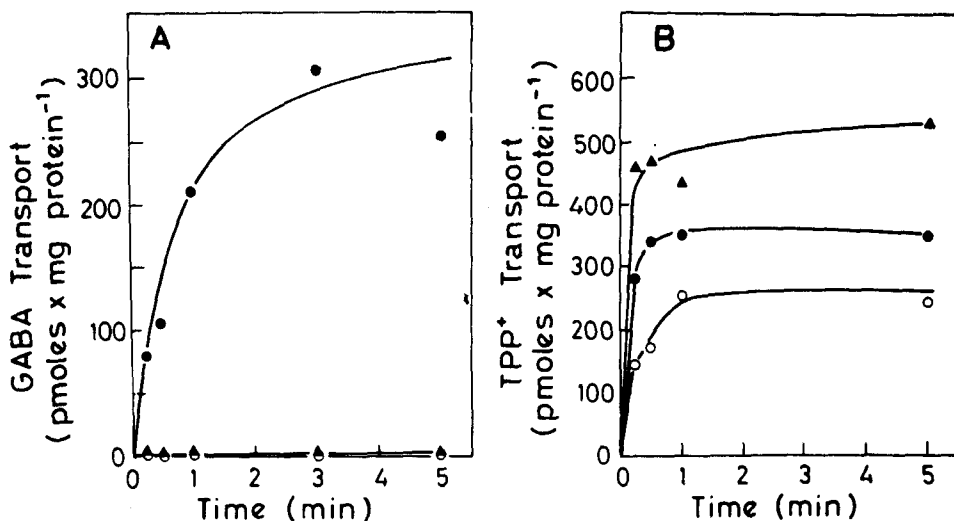 A
GABA Transport
(pmoles x mg protein⁻¹)
300
200
100
0
0 1 2 3 4 5
Time (min)
B
TPP⁺ Transport
(pmoles x mg protein⁻¹)
600
500
400
300
200
100
0
0 1 2 3 4 5
Time (min)